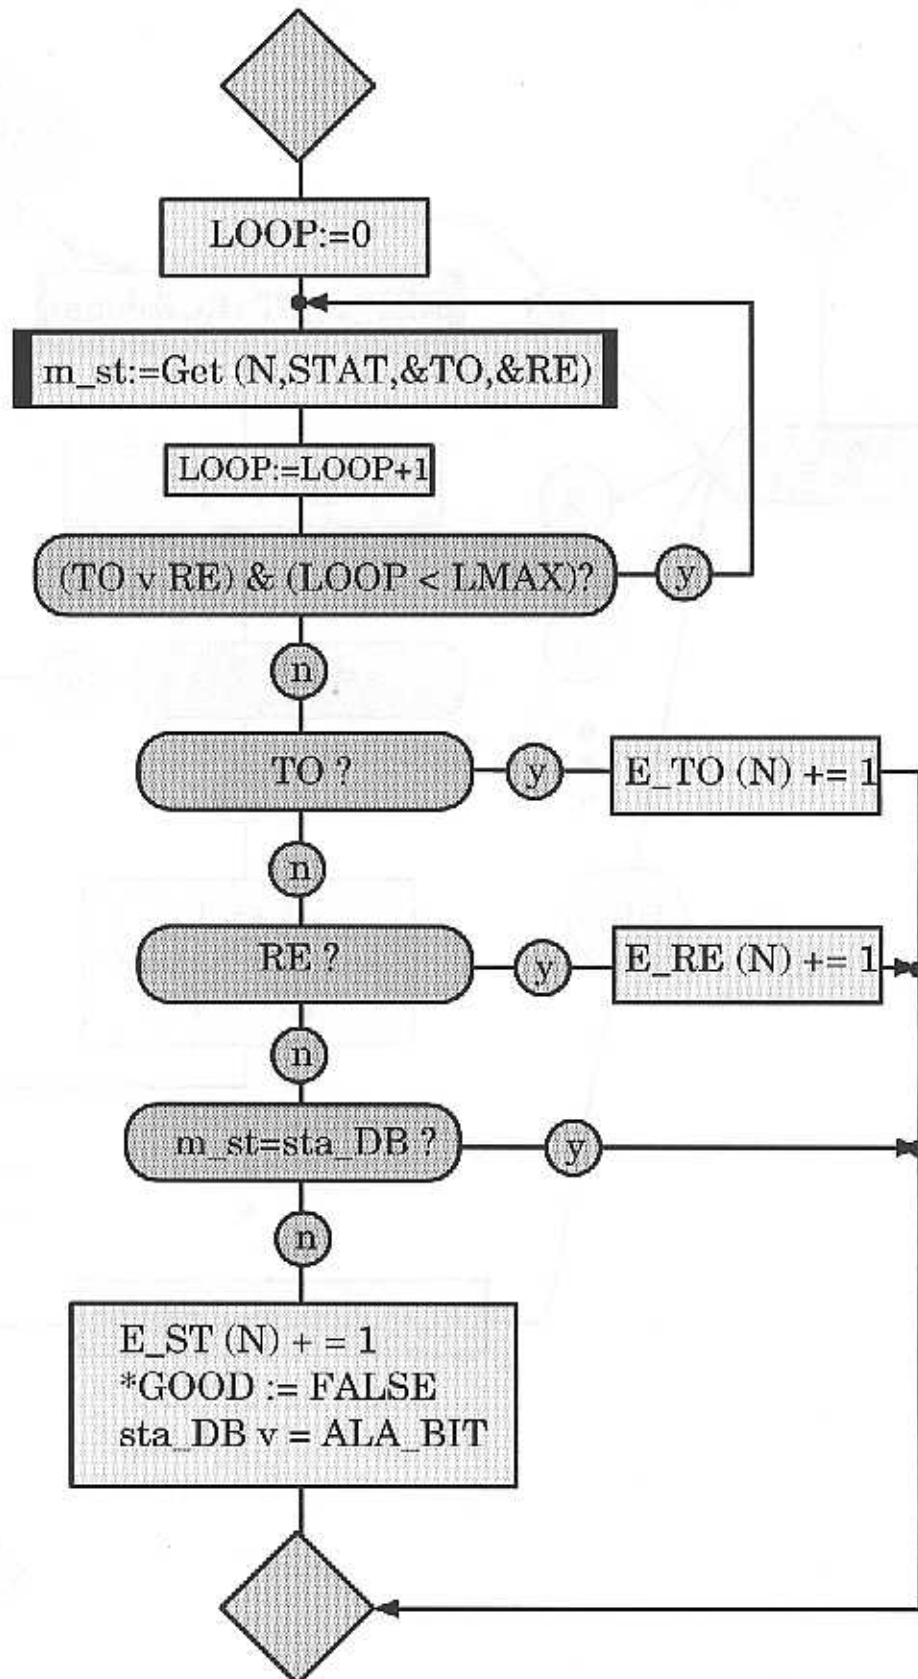 LOOP:=0
m_st:=Get (N,STAT,&TO,&RE)
LOOP:=LOOP+1
(TO v RE) & (LOOP < LMAX)?
y
n
TO ?
y
E_TO (N) += 1
n
RE ?
y
E_RE (N) += 1
n
m_st=sta_DB ?
y
n
E_ST (N) + = 1
*GOOD := FALSE
sta_DB v = ALA_BIT